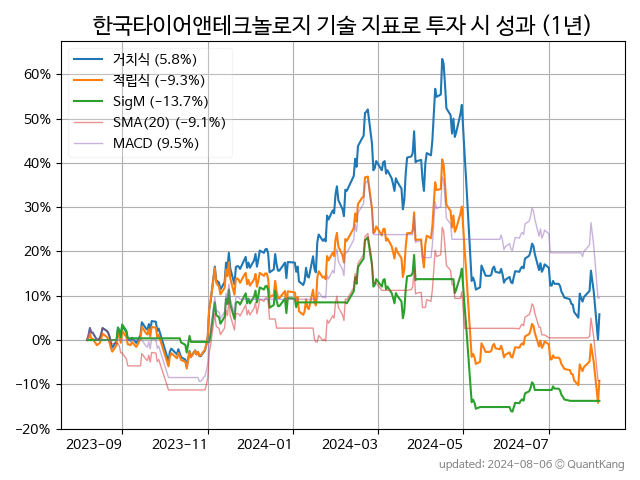 한국타이어앤테크놀로지 기술 지표로 투자 시 성과 (1년)
거치식 (5.8%)
적립식 (-9.3%)
SigM (-13.7%)
SMA(20) (-9.1%)
MACD (9.5%)
60%
50%
40%
30%
20%
10%
0%
-10%
-20%
2023-09 2023-11 2024-01 2024-03 2024-05 2024-07
updated: 2024-08-06 © QuantKang